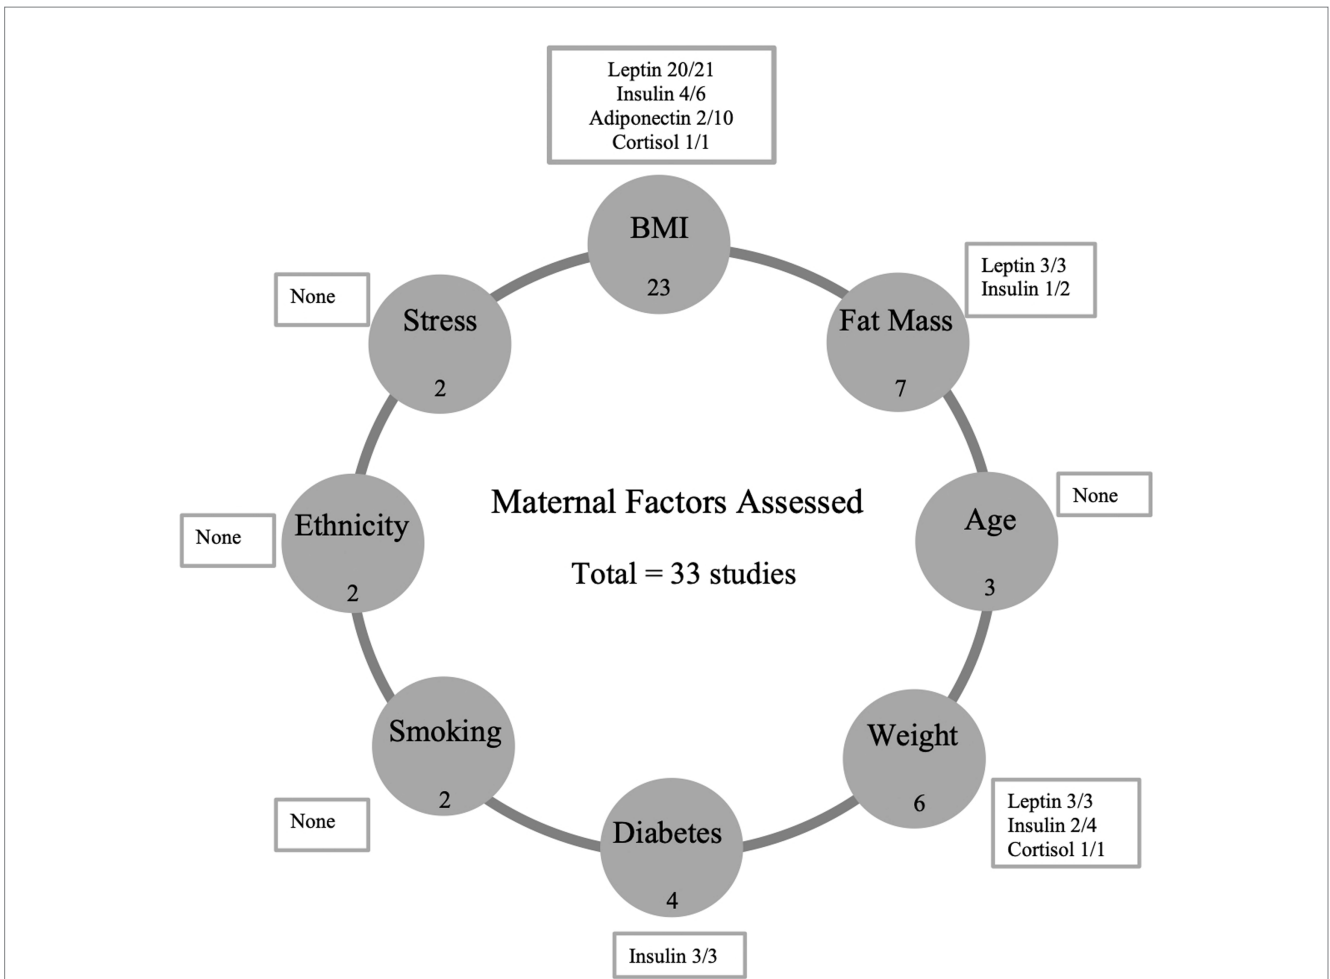 Leptin 20/21
Insulin 4/6
Adiponectin 2/10
Cortisol 1/1
BMI
23
Leptin 3/3
Insulin 1/2
Fat Mass
7
None
Stress
2
None
Age
3
None
Ethnicity
2
Maternal Factors Assessed
Total = 33 studies
Smoking
2
None
Weight
6
Leptin 3/3
Insulin 2/4
Cortisol 1/1
Diabetes
4
Insulin 3/3